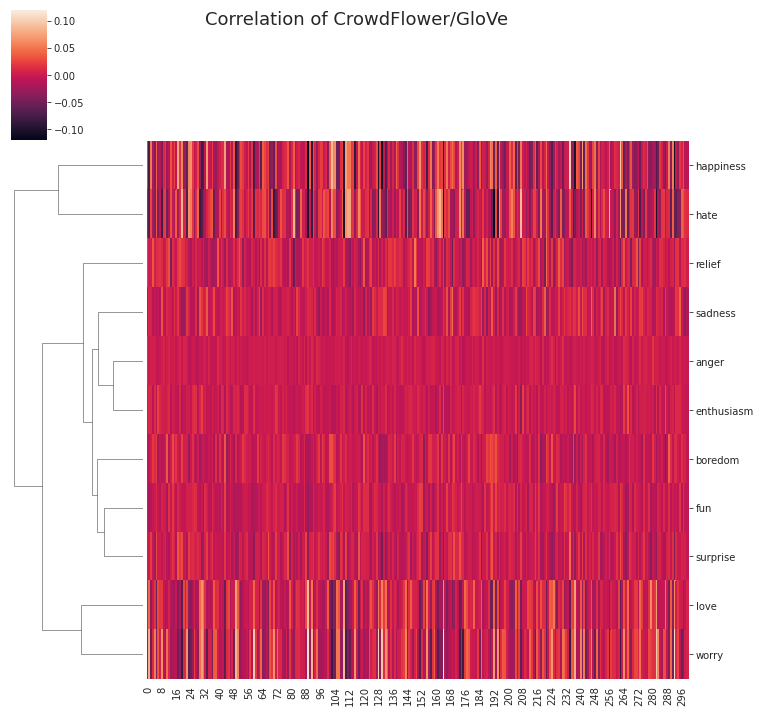 Correlation of CrowdFlower/GloVe
0.10
0.05
0.00
−0.05
−0.10
happiness
hate
relief
sadness
anger
enthusiasm
boredom
fun
surprise
love
worry
0 8 16 24 32 40 48 56 64 72 80 88 96 104 112 120 128 136 144 152 160 168 176 184 192 200 208 216 224 232 240 248 256 264 272 280 288 296